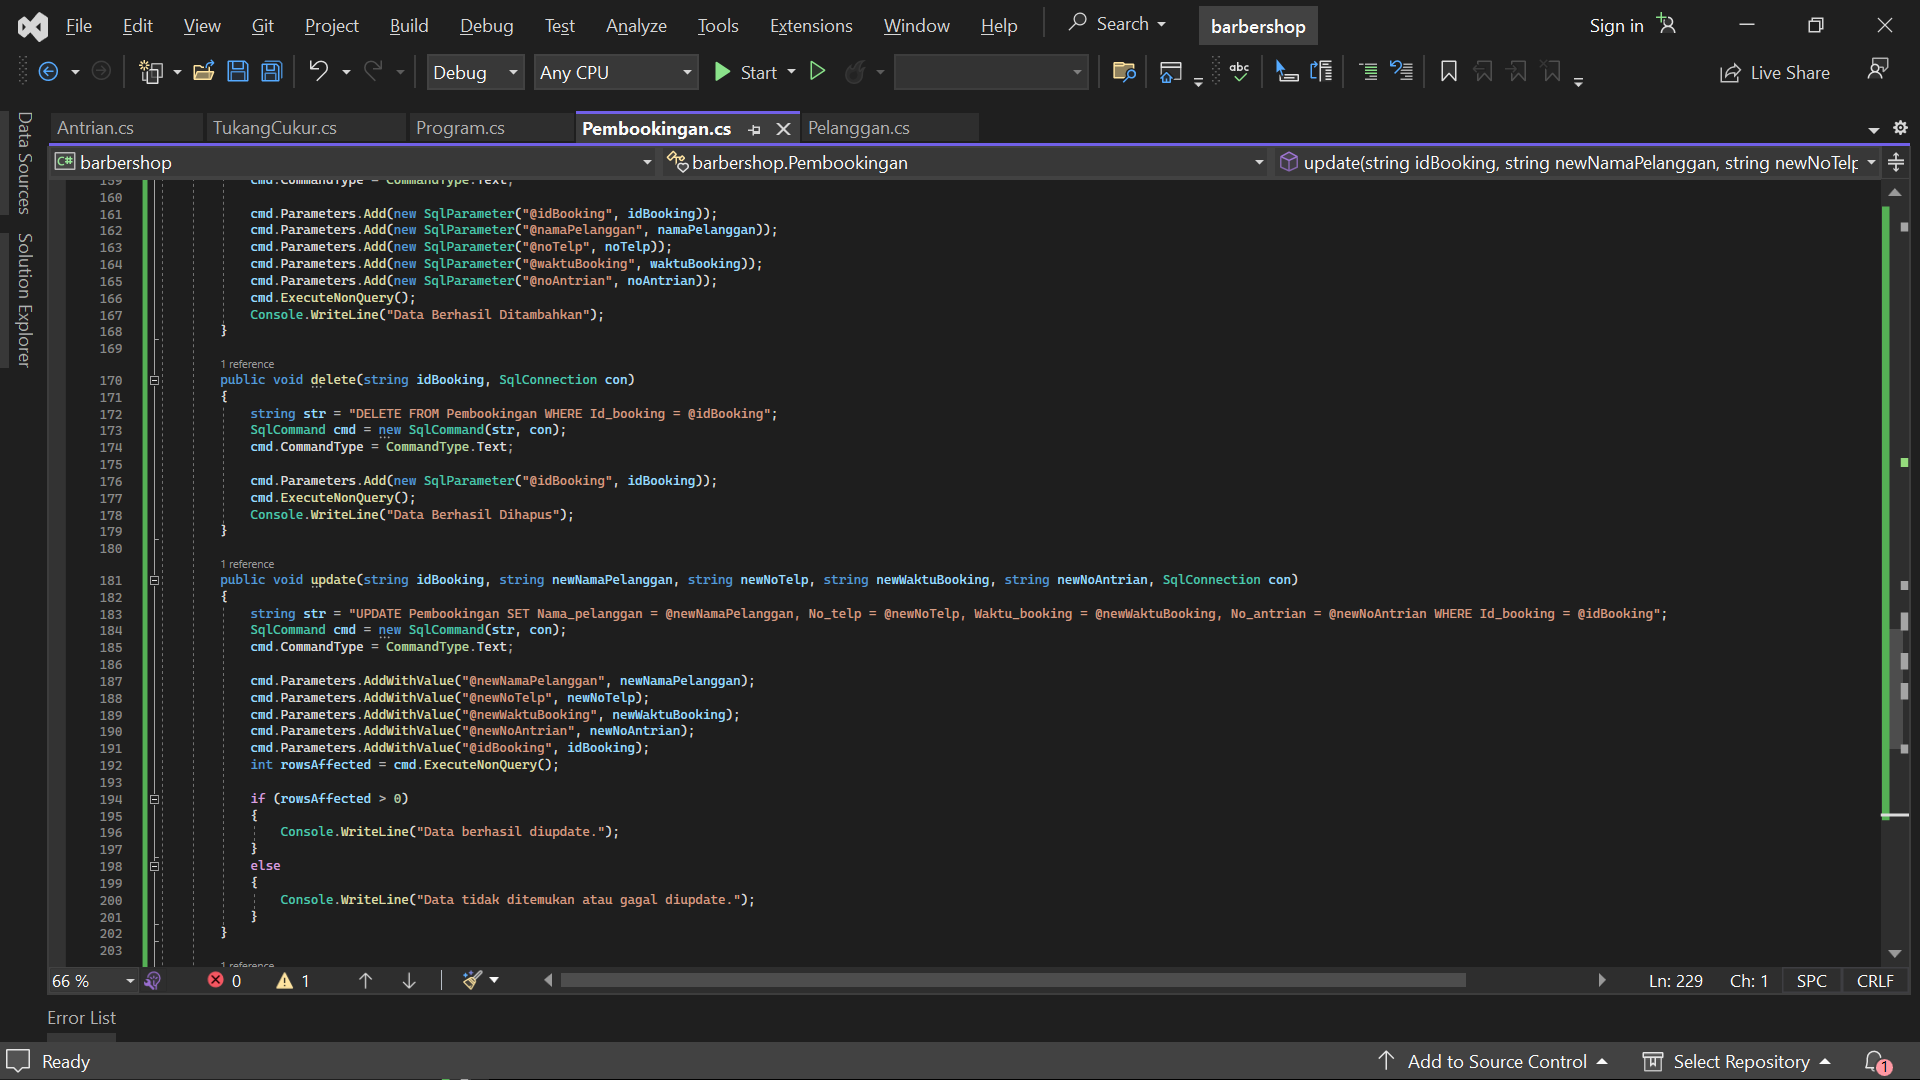 File Edit View Git Project Build Debug Test Analyze Tools Extensions Window Help Search barbershop Sign in
Debug Any CPU Start abc Live Share
Data Sources
Solution Explorer
Antrian.cs TukangCukur.cs Program.cs Pembookingan.cs Pelanggan.cs
C# barbershop barbershop.Pembookingan update(string idBooking, string newNamaPelanggan, string newNoTelp
159 cmd.CommandType = CommandType.Text;
160
161 cmd.Parameters.Add(new SqlParameter("@idBooking", idBooking));
162 cmd.Parameters.Add(new SqlParameter("@namaPelanggan", namaPelanggan));
163 cmd.Parameters.Add(new SqlParameter("@noTelp", noTelp));
164 cmd.Parameters.Add(new SqlParameter("@waktuBooking", waktuBooking));
165 cmd.Parameters.Add(new SqlParameter("@noAntrian", noAntrian));
166 cmd.ExecuteNonQuery();
167 Console.WriteLine("Data Berhasil Ditambahkan");
168 }
169
1 reference
170 public void delete(string idBooking, SqlConnection con)
171 {
172 string str = "DELETE FROM Pembookingan WHERE Id_booking = @idBooking";
173 SqlCommand cmd = new SqlCommand(str, con);
174 cmd.CommandType = CommandType.Text;
175
176 cmd.Parameters.Add(new SqlParameter("@idBooking", idBooking));
177 cmd.ExecuteNonQuery();
178 Console.WriteLine("Data Berhasil Dihapus");
179 }
180
1 reference
181 public void update(string idBooking, string newNamaPelanggan, string newNoTelp, string newWaktuBooking, string newNoAntrian, SqlConnection con)
182 {
183 string str = "UPDATE Pembookingan SET Nama_pelanggan = @newNamaPelanggan, No_telp = @newNoTelp, Waktu_booking = @newWaktuBooking, No_antrian = @newNoAntrian WHERE Id_booking = @idBooking";
184 SqlCommand cmd = new SqlCommand(str, con);
185 cmd.CommandType = CommandType.Text;
186
187 cmd.Parameters.AddWithValue("@newNamaPelanggan", newNamaPelanggan);
188 cmd.Parameters.AddWithValue("@newNoTelp", newNoTelp);
189 cmd.Parameters.AddWithValue("@newWaktuBooking", newWaktuBooking);
190 cmd.Parameters.AddWithValue("@newNoAntrian", newNoAntrian);
191 cmd.Parameters.AddWithValue("@idBooking", idBooking);
192 int rowsAffected = cmd.ExecuteNonQuery();
193
194 if (rowsAffected > 0)
195 {
196 Console.WriteLine("Data berhasil diupdate.");
197 }
198 else
199 {
200 Console.WriteLine("Data tidak ditemukan atau gagal diupdate.");
201 }
202 }
203
1 reference
66 % 0 1 Ln: 229 Ch: 1 SPC CRLF
Error List
Ready Add to Source Control Select Repository 1